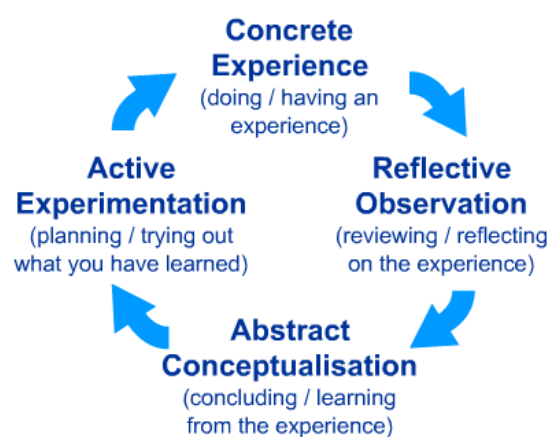 Concrete
Experience
(doing / having an
experience)
Reflective
Observation
(reviewing / reflecting
on the experience)
Abstract
Conceptualisation
(concluding / learning
from the experience)
Active
Experimentation
(planning / trying out
what you have learned)